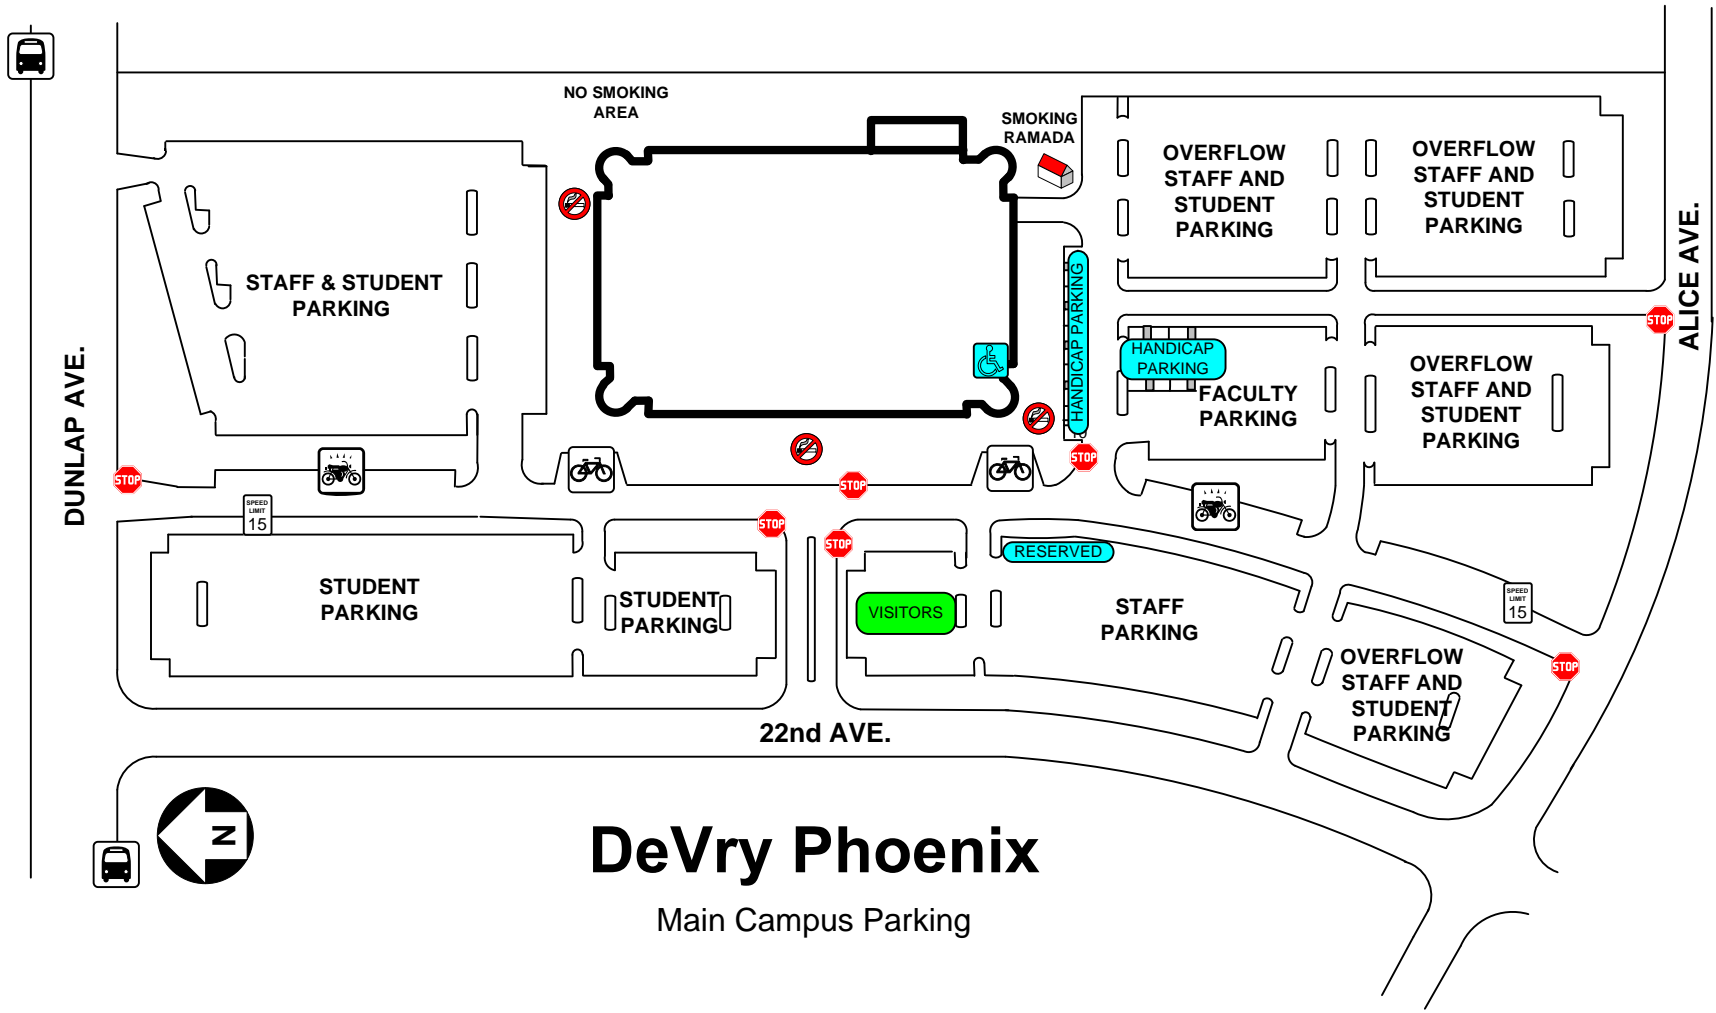 NO SMOKING
AREA
SMOKING
RAMADA
OVERFLOW
STAFF AND
STUDENT
PARKING
OVERFLOW
STAFF AND
STUDENT
PARKING
STAFF & STUDENT
PARKING
HANDICAP PARKING
HANDICAP
PARKING
FACULTY
PARKING
OVERFLOW
STAFF AND
STUDENT
PARKING
ALICE AVE.
STOP
DUNLAP AVE.
STOP
STOP
STOP
SPEED
LIMIT
15
STOP
STOP
RESERVED
STUDENT
PARKING
STUDENT
PARKING
VISITORS
STAFF
PARKING
SPEED
LIMIT
15
OVERFLOW
STAFF AND
STUDENT
PARKING
STOP
22nd AVE.
N
DeVry Phoenix
Main Campus Parking